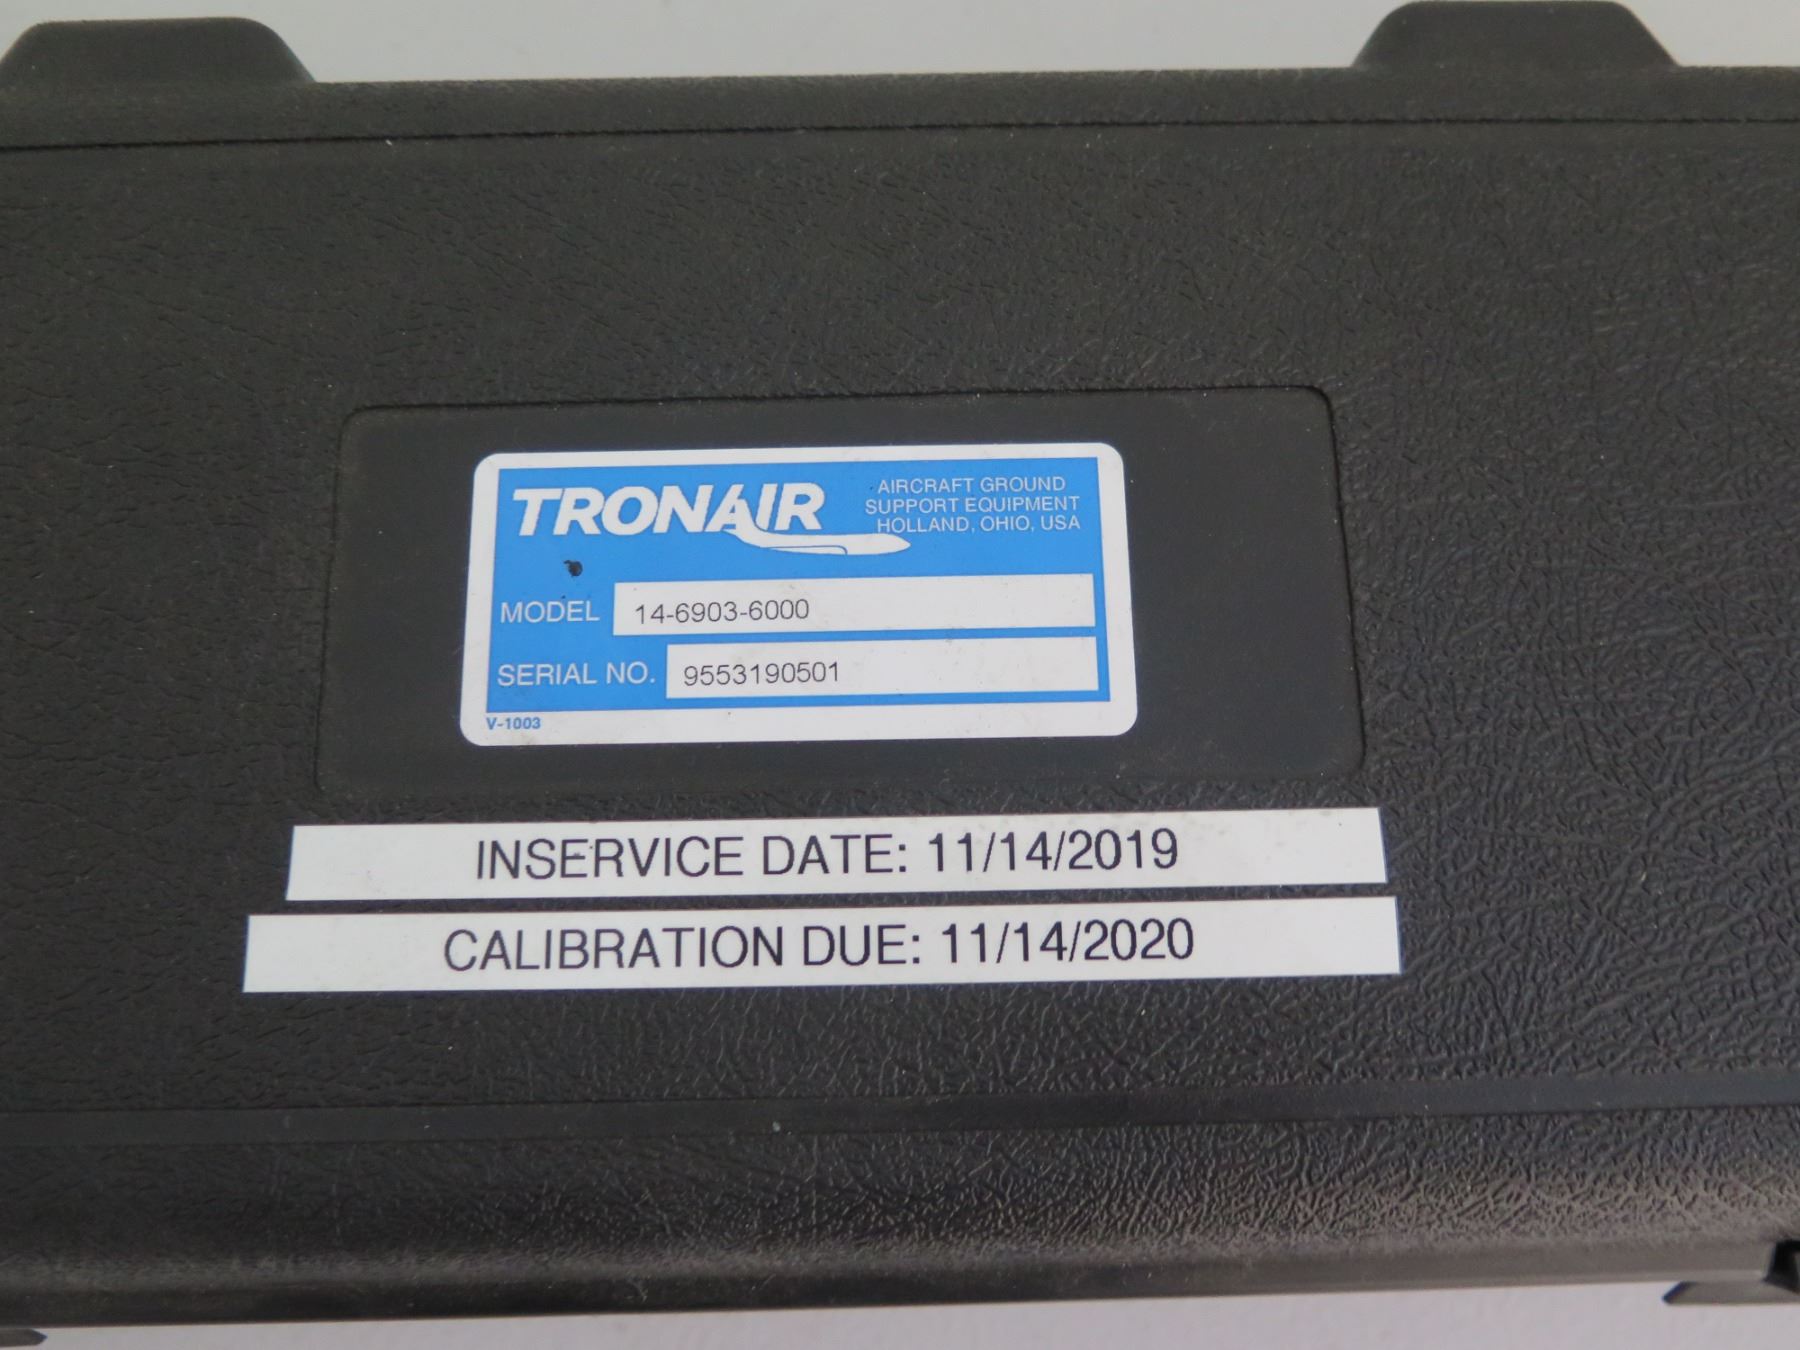 TRONAIR
AIRCRAFT GROUND
SUPPORT EQUIPMENT
HOLLAND, OHIO, USA
MODEL 14-6903-6000
SERIAL NO. 9553190501
V-1003
INSERVICE DATE: 11/14/2019
CALIBRATION DUE: 11/14/2020